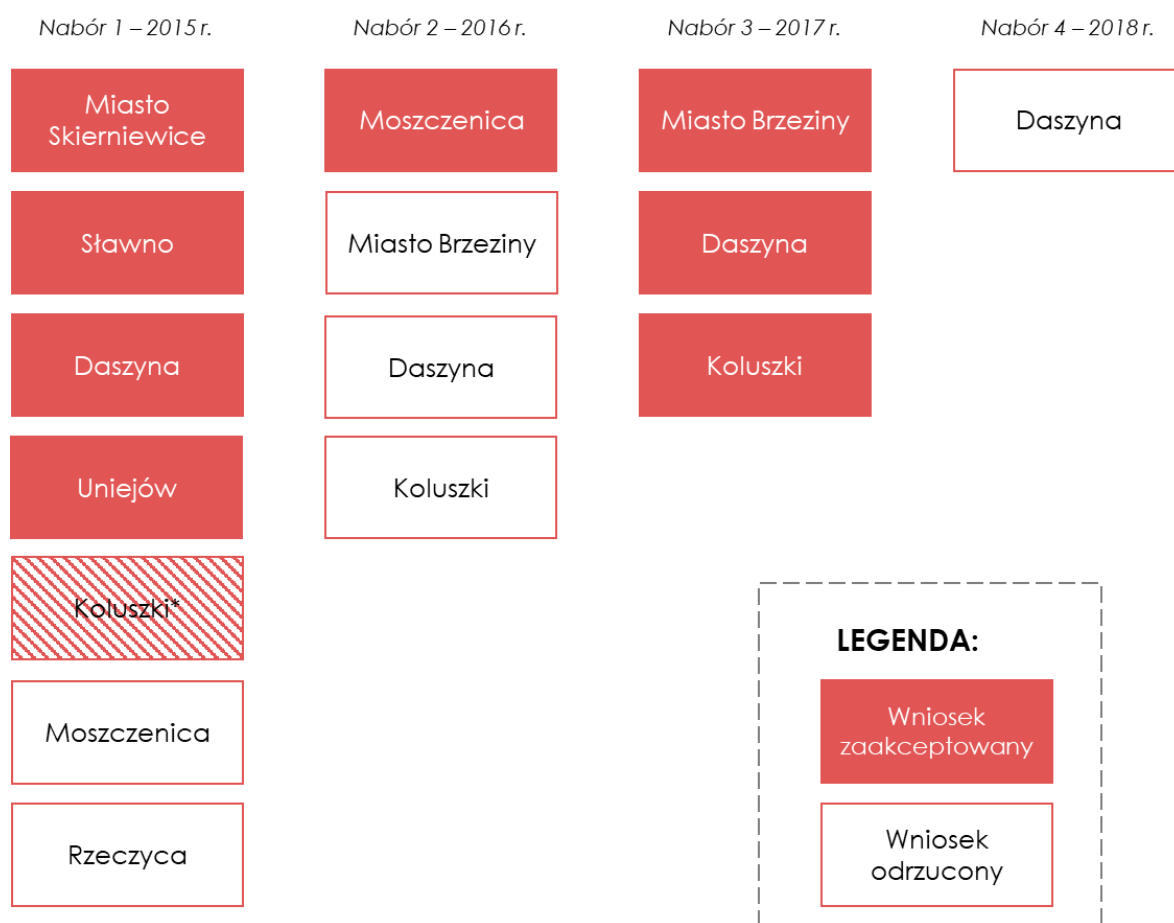 Nabór 1 – 2015 r.
Miasto
Skierniewice
Sławno
Daszyna
Uniejów
Koluszki*
Moszczenica
Rzeczyca
Nabór 2 – 2016 r.
Moszczenica
Miasto Brzeziny
Daszyna
Koluszki
Nabór 3 – 2017 r.
Miasto Brzeziny
Daszyna
Koluszki
Nabór 4 – 2018 r.
Daszyna
LEGENDA:
Wniosek
zaakceptowany
Wniosek
odrzucony